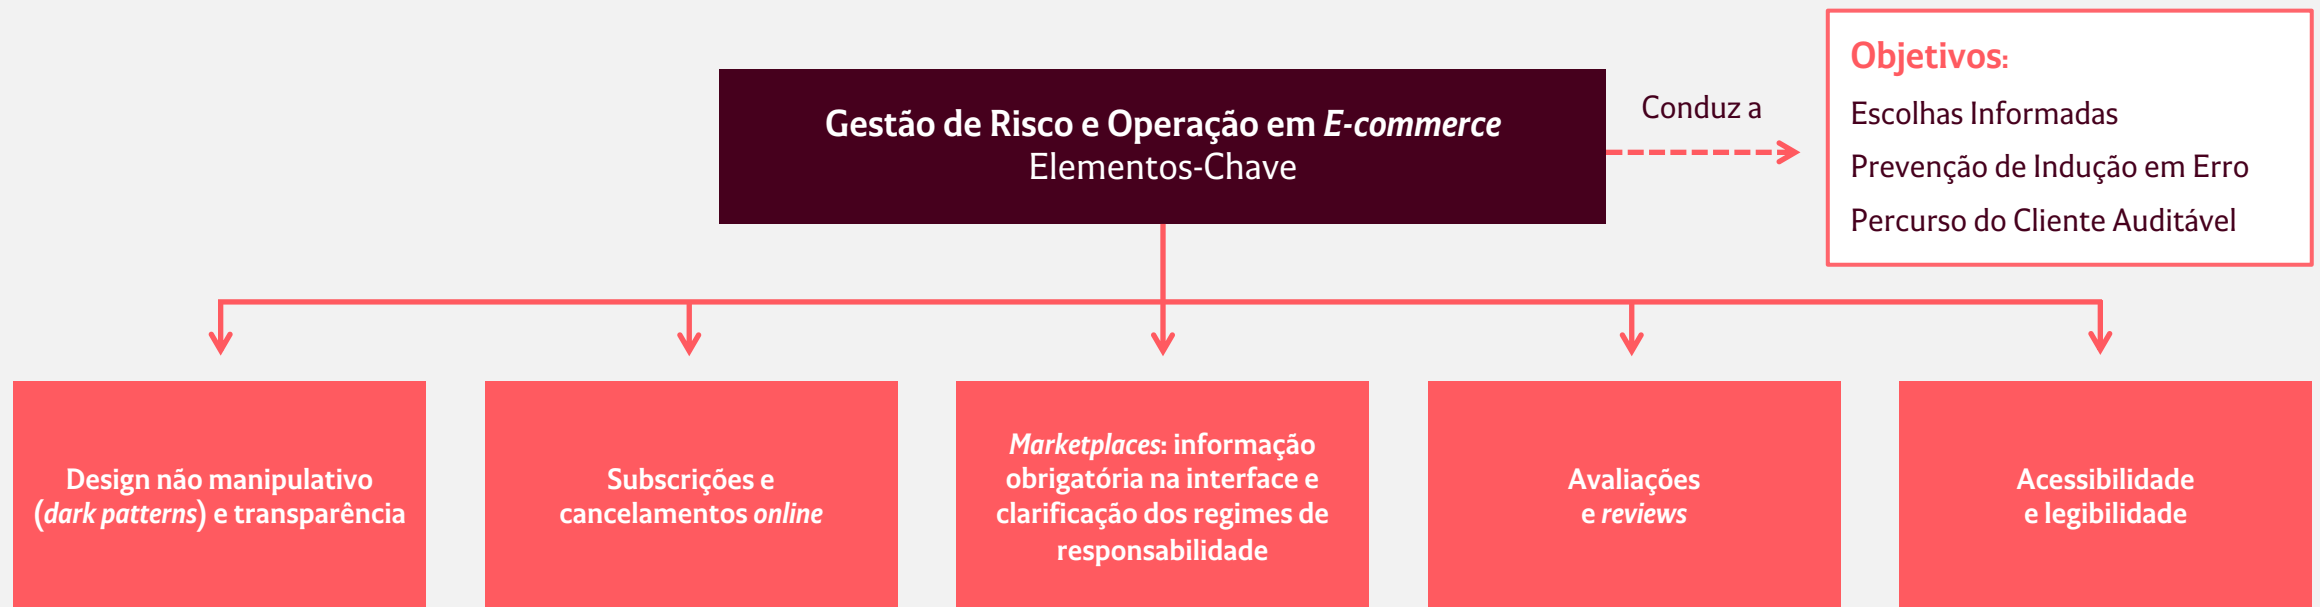 Gestão de Risco e Operação em E-commerce
Elementos-Chave
Conduz a
Objetivos:
Escolhas Informadas
Prevenção de Indução em Erro
Percurso do Cliente Auditável
Design não manipulativo
(dark patterns) e transparência
Subscrições e
cancelamentos online
Marketplaces: informação
obrigatória na interface e
clarificação dos regimes de
responsabilidade
Avaliações
e reviews
Acessibilidade
e legibilidade